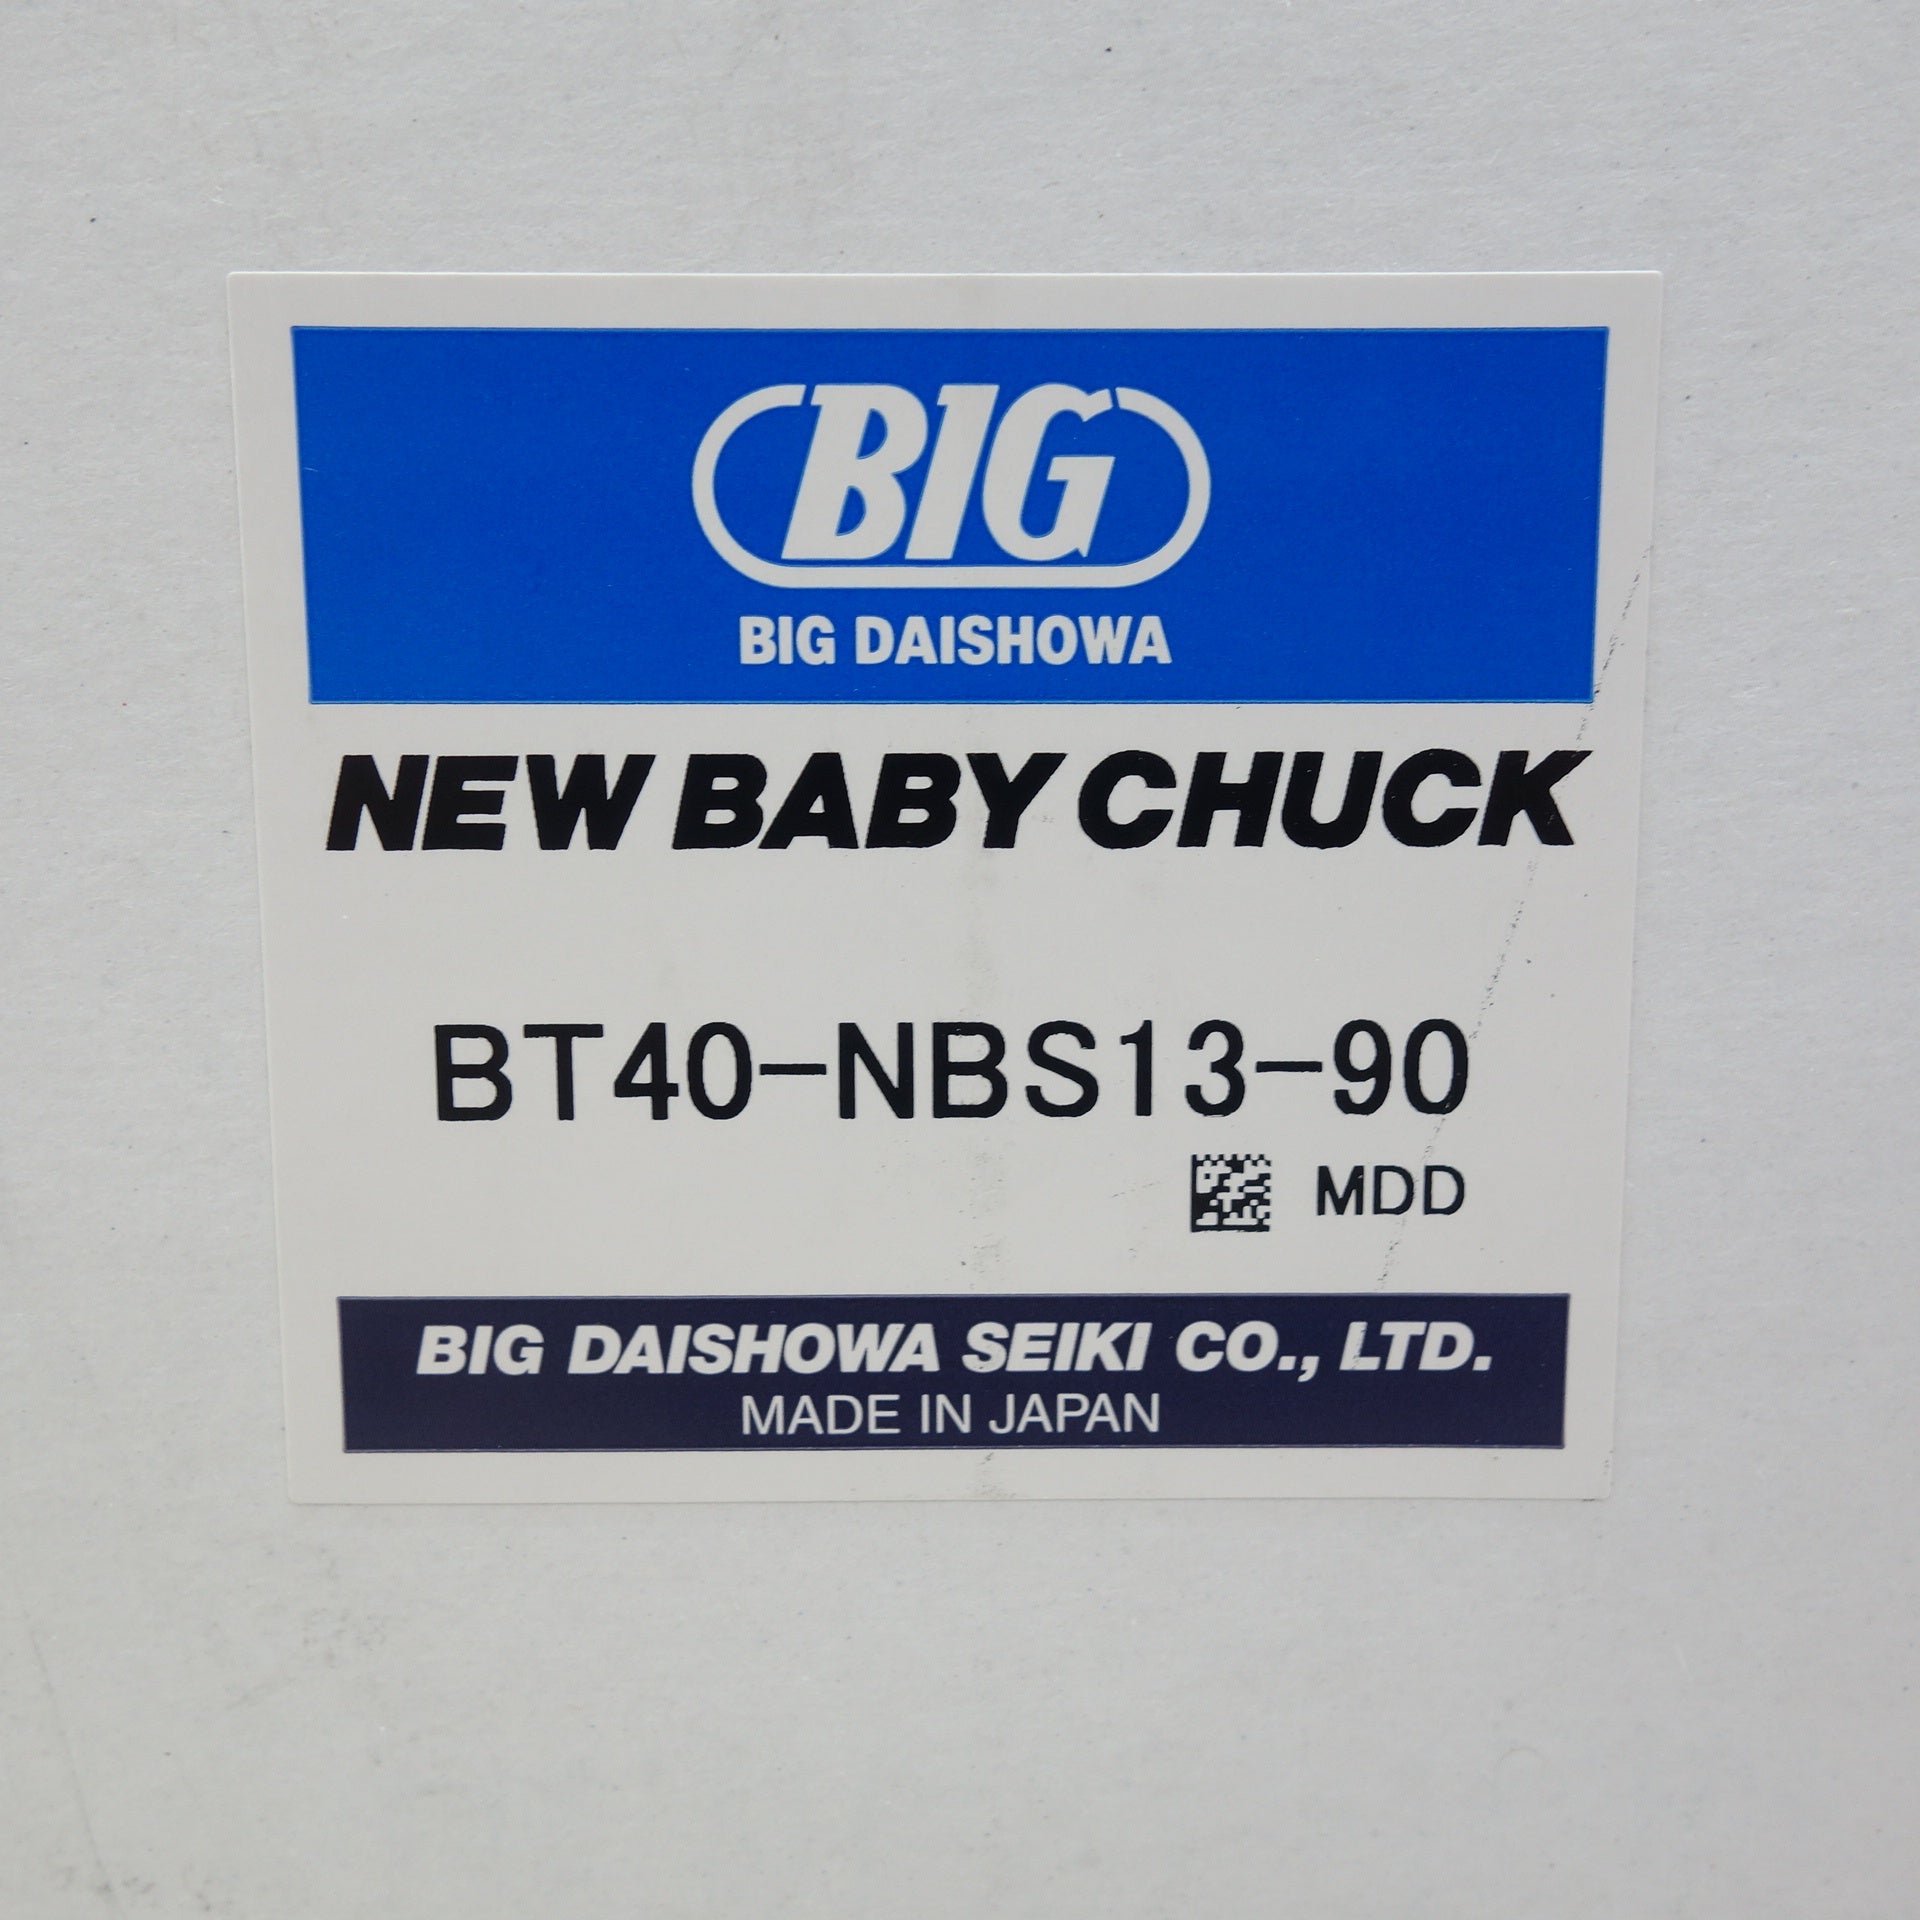 BIG
BIG DAISHOWA
NEW BABY CHUCK
BT40-NBS13-90
MDD
BIG DAISHOWA SEIKI CO., LTD.
MADE IN JAPAN